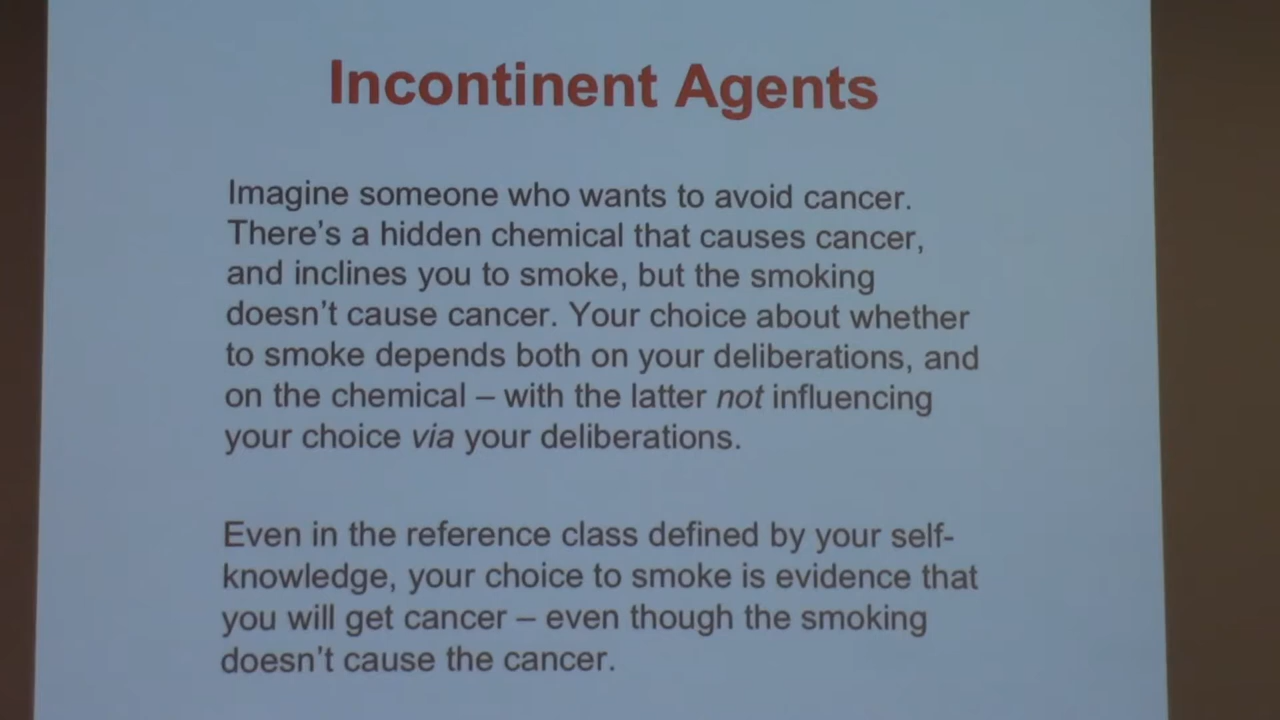 Incontinent Agents
Imagine someone who wants to avoid cancer.
There's a hidden chemical that causes cancer,
and inclines you to smoke, but the smoking
doesn't cause cancer. Your choice about whether
to smoke depends both on your deliberations, and
on the chemical – with the latter not influencing
your choice via your deliberations.
Even in the reference class defined by your self-
knowledge, your choice to smoke is evidence that
you will get cancer – even though the smoking
doesn't cause the cancer.